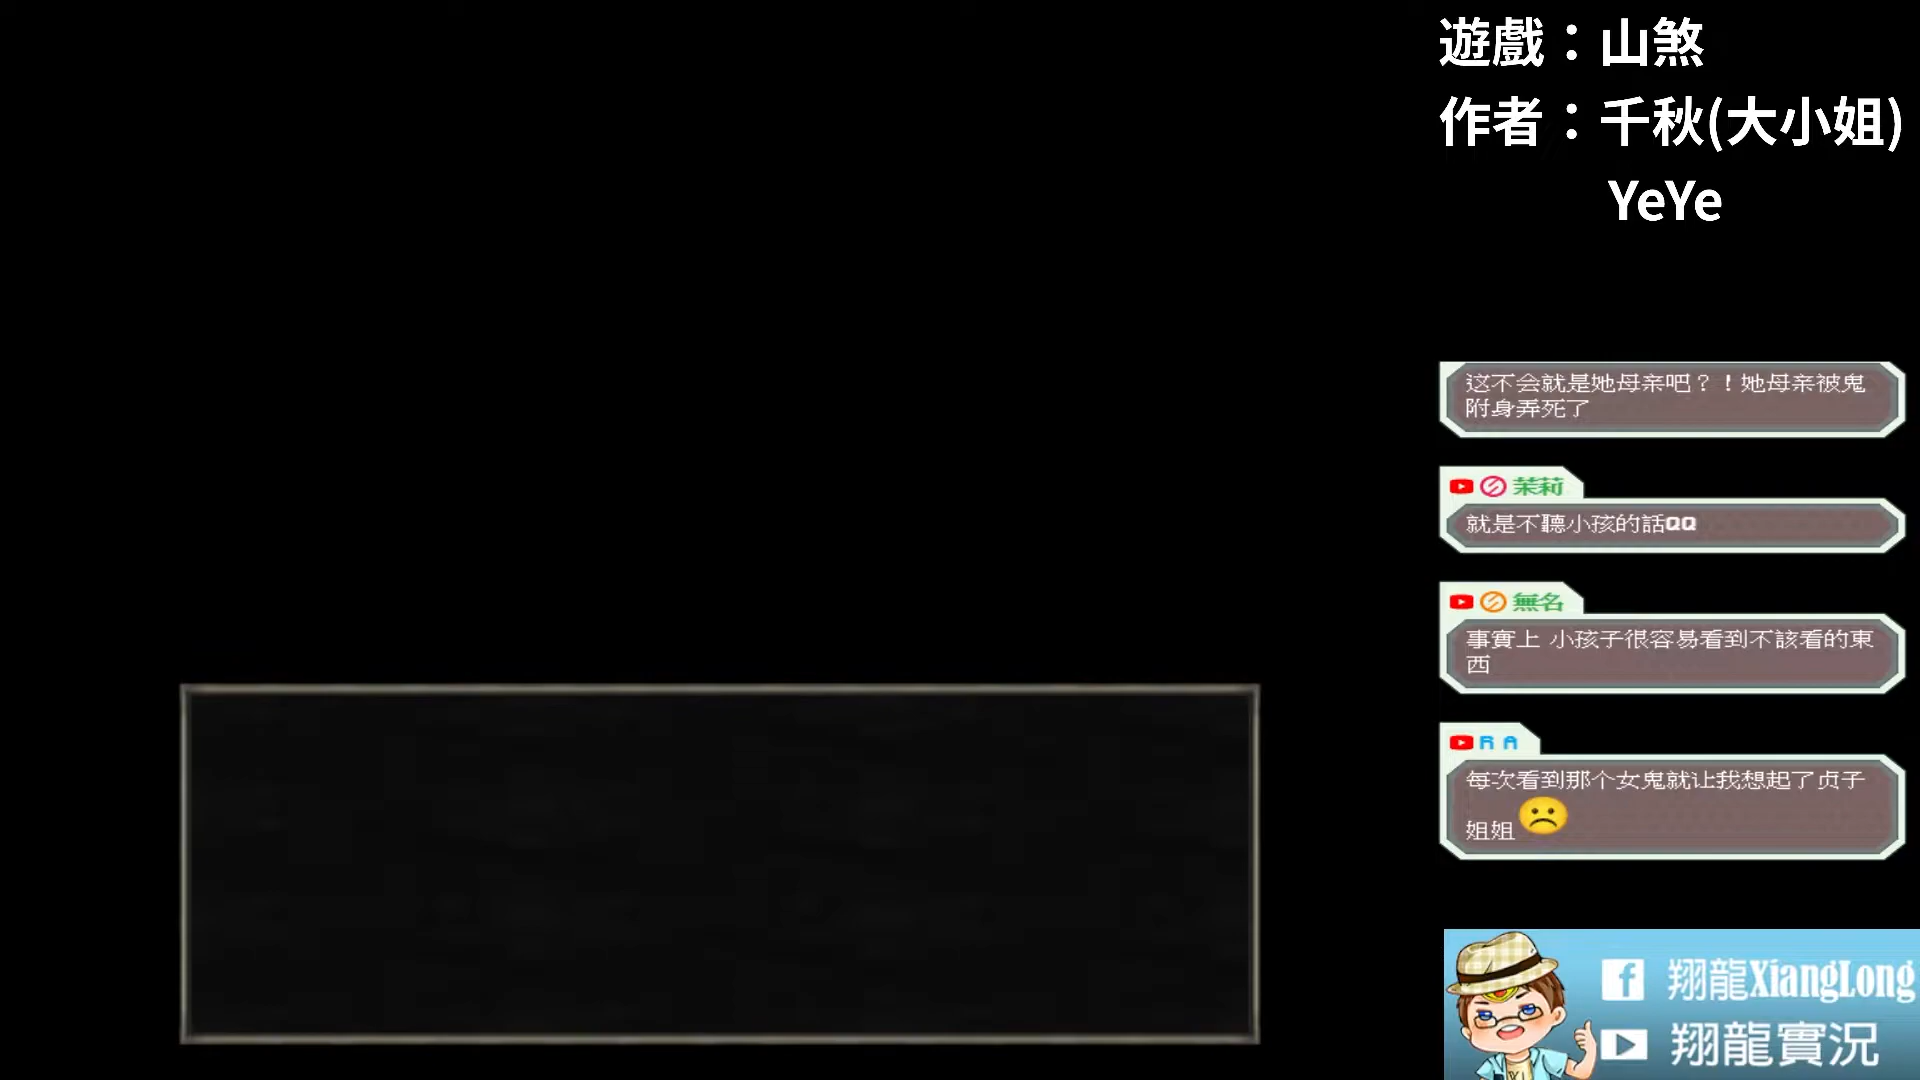 遊戲：山煞
作者：千秋(大小姐)
YeYe
这不会就是她母亲吧？！她母亲被鬼
附身弄死了
茉莉
就是不聽小孩的話QQ
無名
事實上 小孩子很容易看到不該看的東
西
R A
每次看到那个女鬼就让我想起了贞子
姐姐
翔龍XiangLong
翔龍實況